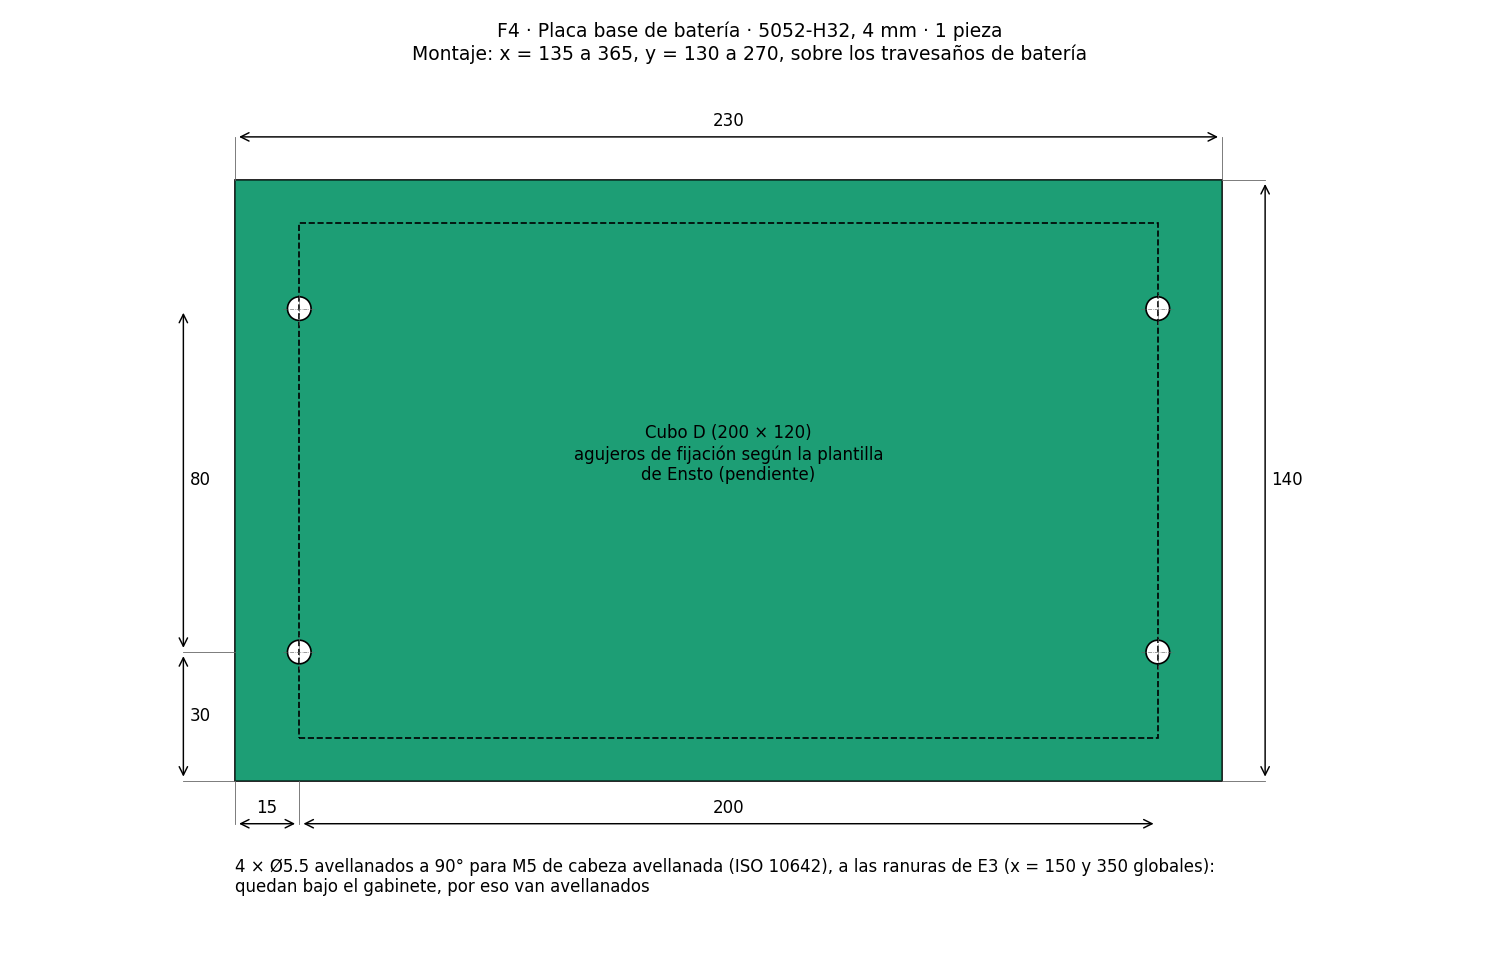 F4 · Placa base de batería · 5052-H32, 4 mm · 1 pieza
Montaje: x = 135 a 365, y = 130 a 270, sobre los travesaños de batería
230
Cubo D (200 × 120)
agujeros de fijación según la plantilla
de Ensto (pendiente)
80
140
30
15
200
4 × Ø5.5 avellanados a 90° para M5 de cabeza avellanada (ISO 10642), a las ranuras de E3 (x = 150 y 350 globales):
quedan bajo el gabinete, por eso van avellanados